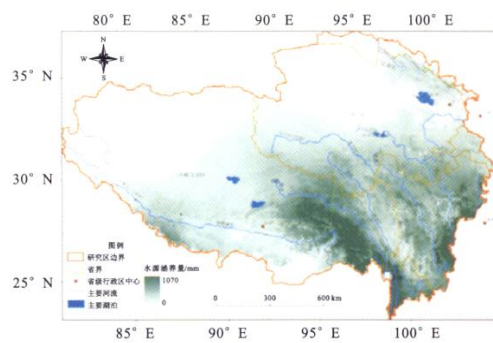 80° E 85° E 90° E 95° E 100° E
N
W E
S
35° N
30° N
25° N
图例
研究区边界
省界
省级行政区中心
主要河流
主要湖泊
水源涵养量/mm
1070
0
0 300 600 km
85° E 90° E 95° E 100° E